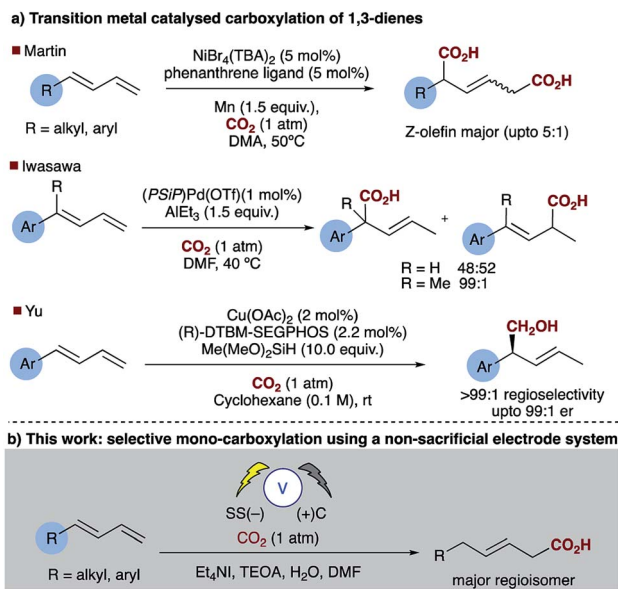 a) Transition metal catalysed carboxylation of 1,3-dienes
Martin
R
R = alkyl, aryl
NiBr4(TBA)2 (5 mol%)
phenanthrene ligand (5 mol%)
Mn (1.5 equiv.),
CO2 (1 atm)
DMA, 50ºC
CO2H
CO2H
R
Z-olefin major (upto 5:1)
Iwasawa
R
Ar
(PSiP)Pd(OTf)(1 mol%)
AlEt3 (1.5 equiv.)
CO2 (1 atm)
DMF, 40 ºC
R CO2H
Ar
+
R CO2H
Ar
R = H 48:52
R = Me 99:1
Yu
Ar
Cu(OAc)2 (2 mol%)
(R)-DTBM-SEGPHOS (2.2 mol%)
Me(MeO)2SiH (10.0 equiv.)
CO2 (1 atm)
Cyclohexane (0.1 M), rt
CH2OH
Ar
>99:1 regioselectivity
upto 99:1 er
b) This work: selective mono-carboxylation using a non-sacrificial electrode system
V
SS(–) (+)C
R
R = alkyl, aryl
CO2 (1 atm)
Et4NI, TEOA, H2O, DMF
R CO2H
major regioisomer